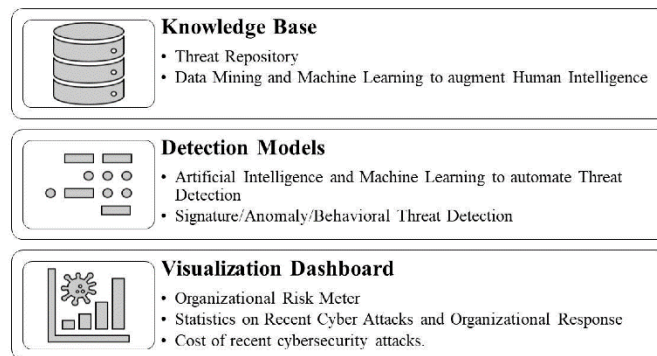 Knowledge Base
• Threat Repository
• Data Mining and Machine Learning to augment Human Intelligence
Detection Models
• Artificial Intelligence and Machine Learning to automate Threat
Detection
• Signature/Anomaly/Behavioral Threat Detection
Visualization Dashboard
• Organizational Risk Meter
• Statistics on Recent Cyber Attacks and Organizational Response
• Cost of recent cybersecurity attacks.